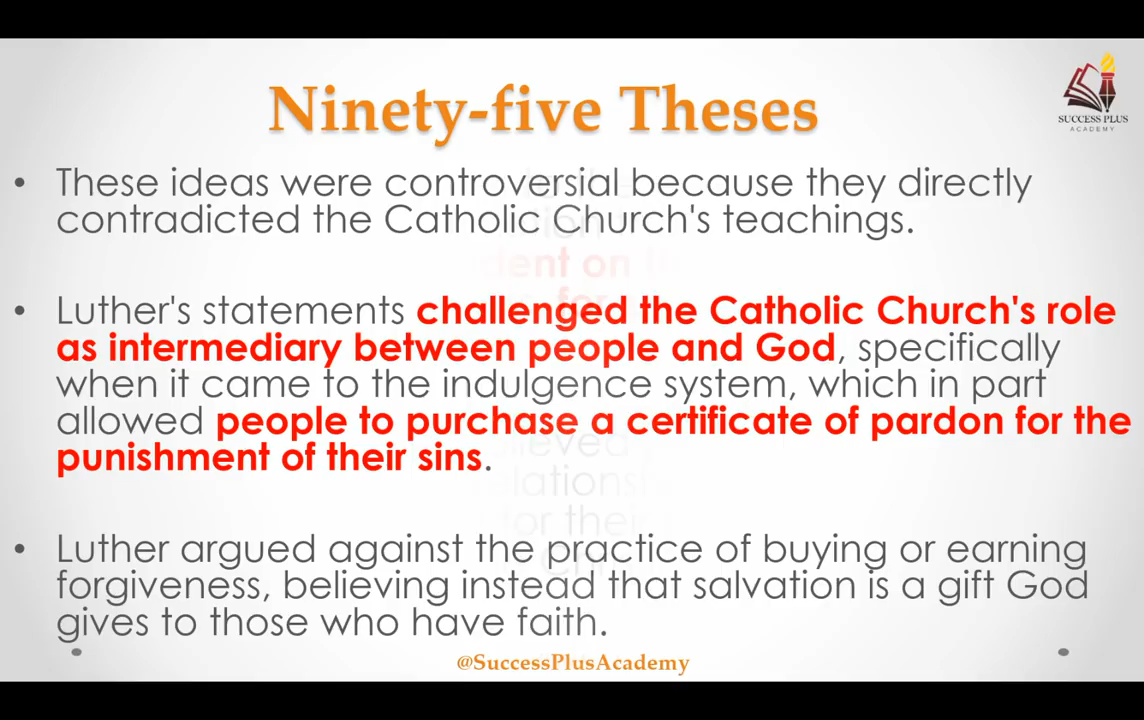 Ninety-five Theses
SUCCESS PLUS
ACADEMY
• These ideas were controversial because they directly
contradicted the Catholic Church's teachings.
• Luther's statements challenged the Catholic Church's role
as intermediary between people and God, specifically
when it came to the indulgence system, which in part
allowed people to purchase a certificate of pardon for the
punishment of their sins.
• Luther argued against the practice of buying or earning
forgiveness, believing instead that salvation is a gift God
gives to those who have faith.
@SuccessPlusAcademy